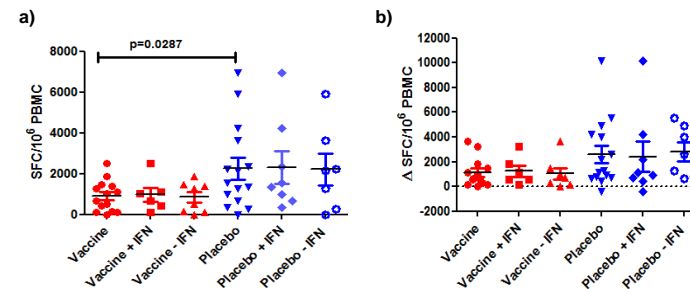 a)
p=0.0287
SFC/10⁶ PBMC
8000
6000
4000
2000
0
Vaccine
Vaccine + IFN
Vaccine - IFN
Placebo
Placebo + IFN
Placebo - IFN
b)
Δ SFC/10⁶ PBMC
12000
10000
8000
6000
4000
2000
0
-2000
Vaccine
Vaccine + IFN
Vaccine - IFN
Placebo
Placebo + IFN
Placebo - IFN